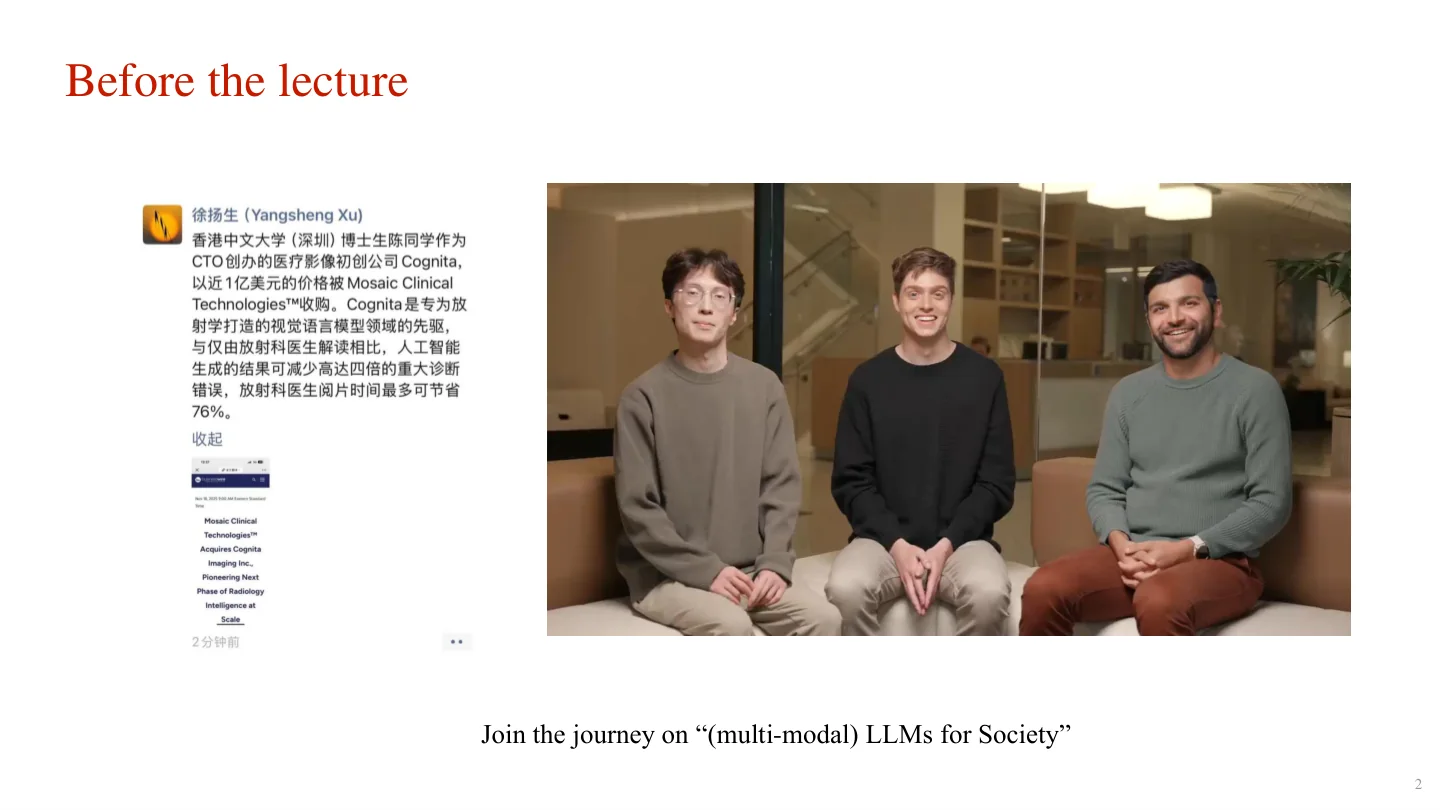 Before the lecture
徐扬生 (Yangsheng Xu)
香港中文大学 (深圳) 博士生陈同学作为
CTO创办的医疗影像初创公司 Cognita,
以近1亿美元的价格被 Mosaic Clinical
Technologies™收购。Cognita是专为放
射学打造的视觉语言模型领域的先驱,
与仅由放射科医生解读相比，人工智能
生成的结果可减少高达四倍的重大诊断
错误，放射科医生阅片时间最多可节省
76%。
收起
Mosaic Clinical
Technologies™
Acquires Cognita
Imaging Inc.,
Pioneering Next
Phase of Radiology
Intelligence at
Scale
2分钟前
Join the journey on “(multi-modal) LLMs for Society”
2